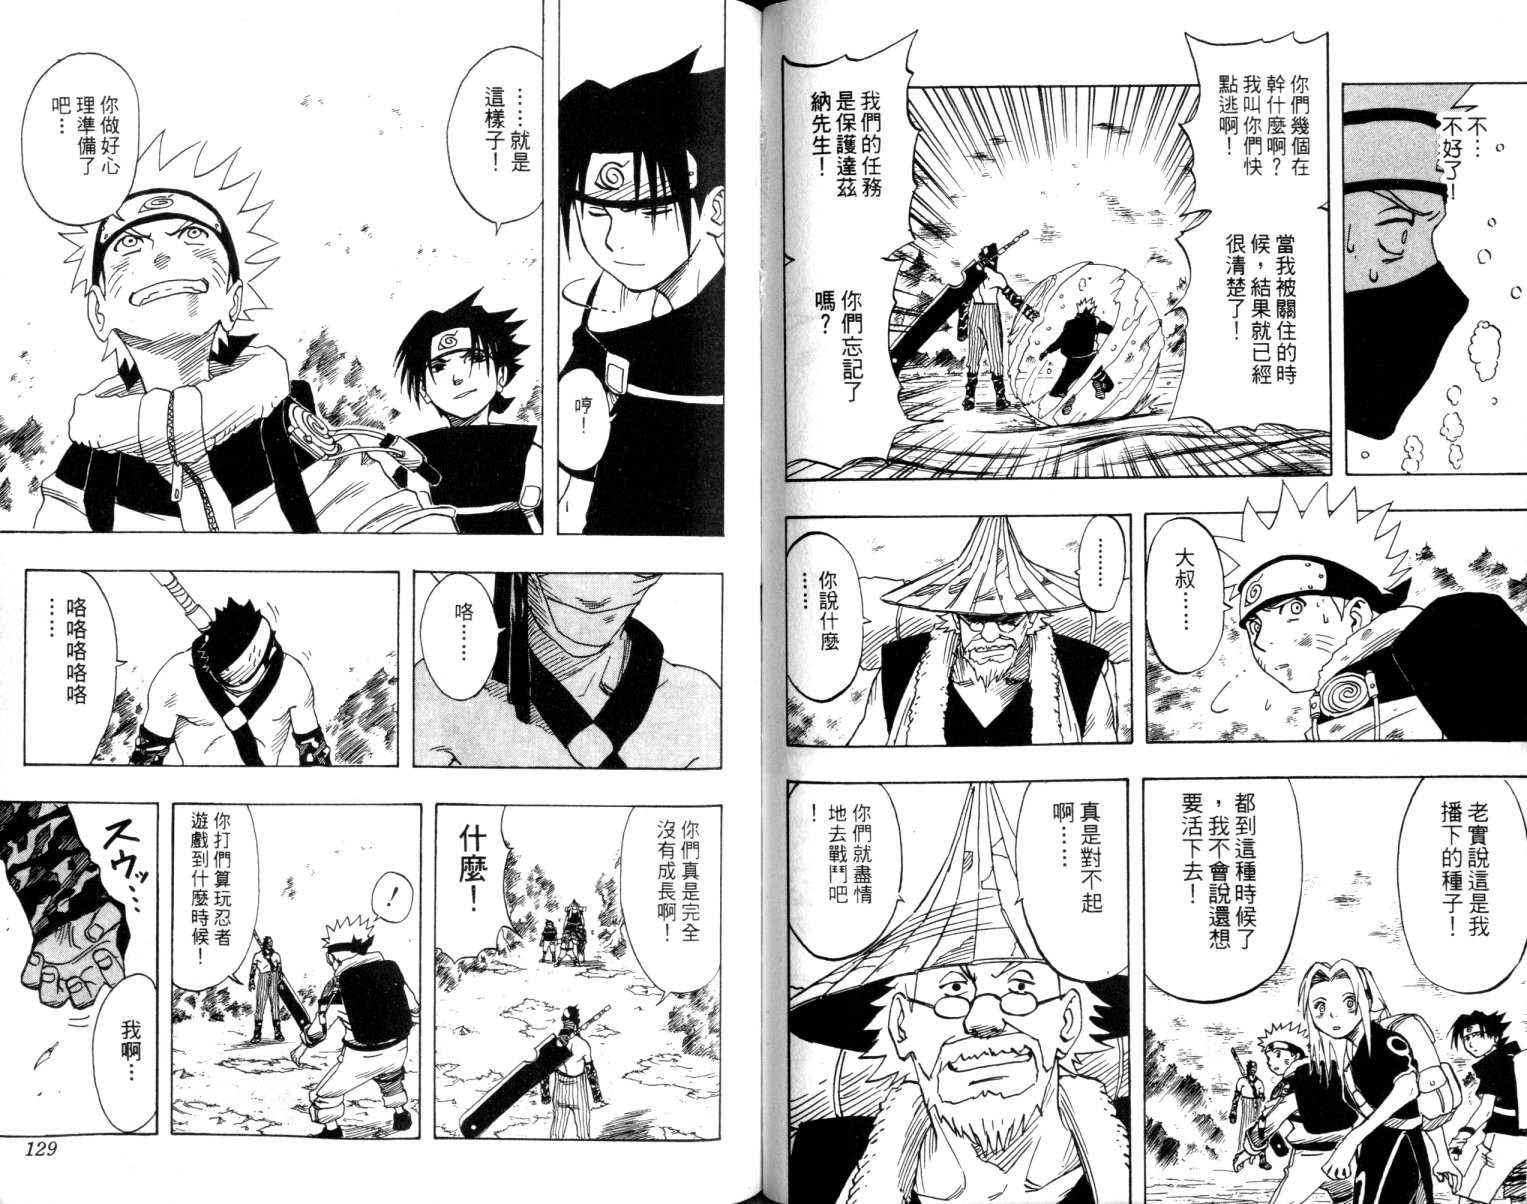 不…
不好了！
你們幾個在
幹什麼啊？
我叫你們快
點逃啊！
當我被關住的時
候，結果就已經
很清楚了！
我們的任務
是保護達茲
納先生！
你們忘記了
嗎？
大叔……
………
你說什麼
……
老實說這是我
播下的種子！
都到這種時候了
，我不會說還想
要活下去！
真是對不起
啊……
你們就盡情
地去戰鬥吧
！
哼！
……就是
這樣子！
你做好心
理準備了
吧…
咯……
咯咯咯咯咯
……
你們真是完全
沒有成長啊！
什麼！
！
你打們算玩忍者
遊戲到什麼時候！
スウッ…
我啊…
129